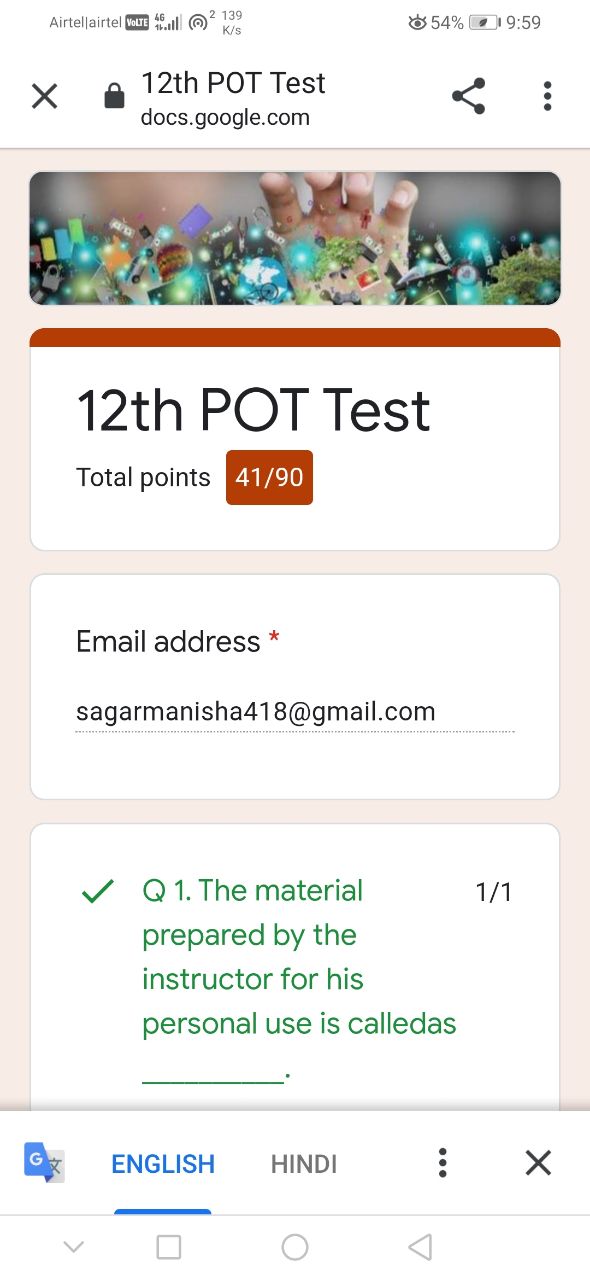 Airtel|airtel VoLTE 4G 2 139 K/s 54% 9:59
12th POT Test
docs.google.com
12th POT Test
Total points 41/90
Email address *
sagarmanisha418@gmail.com
Q 1. The material 1/1
prepared by the
instructor for his
personal use is calledas
__________.
G 文 ENGLISH HINDI